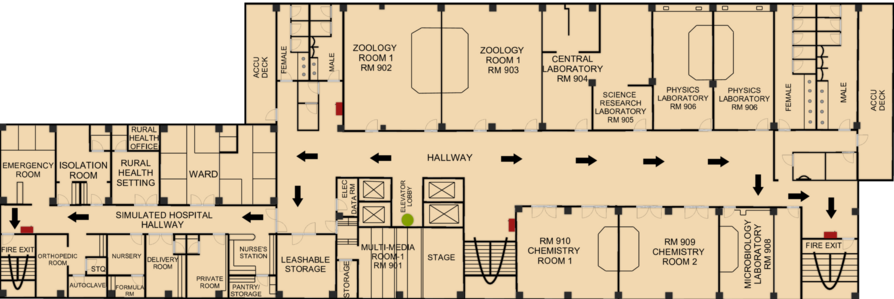 ACCU
DECK
FEMALE
MALE
ZOOLOGY
ROOM 1
RM 902
ZOOLOGY
ROOM 1
RM 903
CENTRAL
LABORATORY
RM 904
SCIENCE
RESEARCH
LABORATORY
RM 905
PHYSICS
LABORATORY
RM 906
PHYSICS
LABORATORY
RM 906
FEMALE
MALE
ACCU
DECK
EMERGENCY
ROOM
ISOLATION
ROOM
RURAL
HEALTH
OFFICE
RURAL
HEALTH
SETTING
WARD
HALLWAY
ELEC
DATA RM
ELEVATOR
LOBBY
SIMULATED HOSPITAL
HALLWAY
FIRE EXIT
ORTHOPEDIC
ROOM
STQ
AUTOCLAVE
NURSERY
FORMULA
RM
DELIVERY
ROOM
PRIVATE
ROOM
NURSE'S
STATION
PANTRY/
STORAGE
LEASHABLE
STORAGE
STORAGE
MULTI-MEDIA
ROOM-1
RM 901
STAGE
RM 910
CHEMISTRY
ROOM 1
RM 909
CHEMISTRY
ROOM 2
MICROBIOLOGY
LABORATORY
RM 908
FIRE EXIT